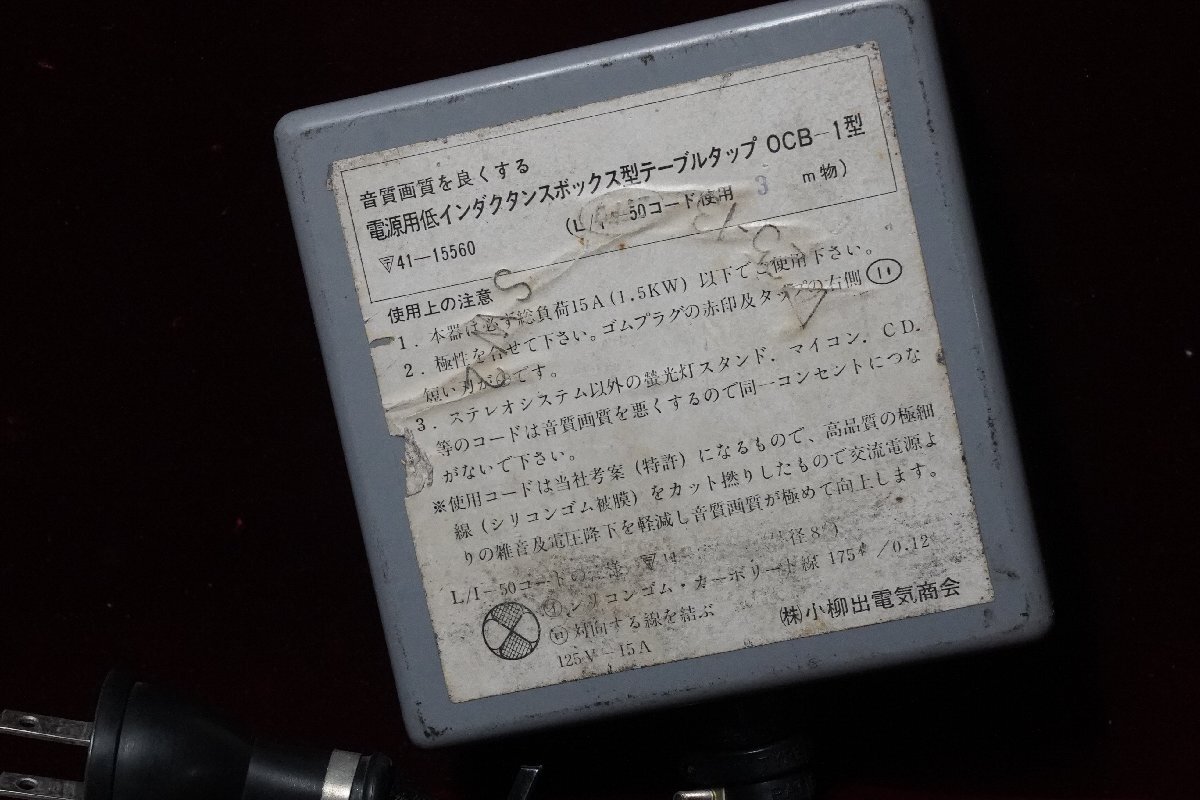 音質画質を良くする
電源用低インダクタンスボックス型テーブルタップ OCB-1型
(L/I-50コード使用 3 m物)
〒41-15560
使用上の注意
1. 本器は必ず総負荷15A(1.5KW)以下でご使用下さい。
2. 極性を合せて下さい。ゴムプラグの赤印及タップの右側
短い刃が です。
3. ステレオシステム以外の螢光灯スタンド.マイコン.CD.
等のコードは音質画質を悪くするので同一コンセントにつな
がないで下さい。
※使用コードは当社考案(特許)になるもので、高品質の極細
線(シリコンゴム被膜)をカット撚りしたもので交流電源よ
りの雑音及電圧降下を軽減し音質画質が極めて向上します。
L/I-50コードの
シリコンゴム・カーボリード線 175 /0.12
対向する線を結ぶ
125V-15A
㈱小柳出電気商会